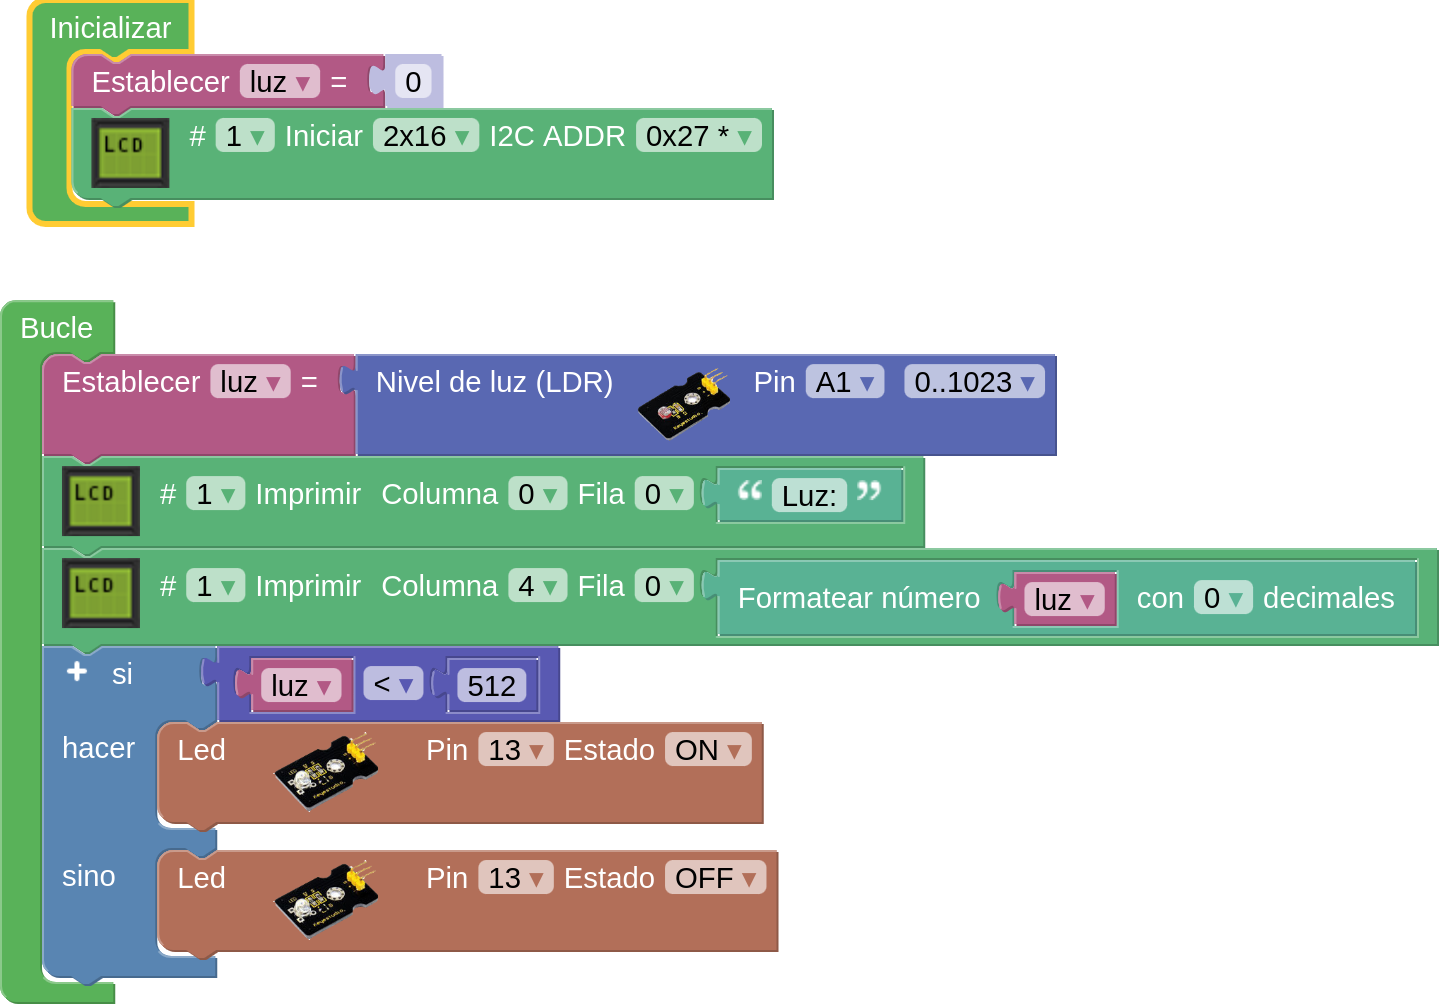 Inicializar
Establecer luz ▾ = 0
LCD # 1 ▾ Iniciar 2x16 ▾ I2C ADDR 0x27 * ▾
Bucle
Establecer luz ▾ = Nivel de luz (LDR) Pin A1 ▾ 0..1023 ▾
LCD # 1 ▾ Imprimir Columna 0 ▾ Fila 0 ▾ “ Luz: ”
LCD # 1 ▾ Imprimir Columna 4 ▾ Fila 0 ▾ Formatear número luz ▾ con 0 ▾ decimales
+ si luz ▾ < ▾ 512
hacer Led Pin 13 ▾ Estado ON ▾
sino Led Pin 13 ▾ Estado OFF ▾